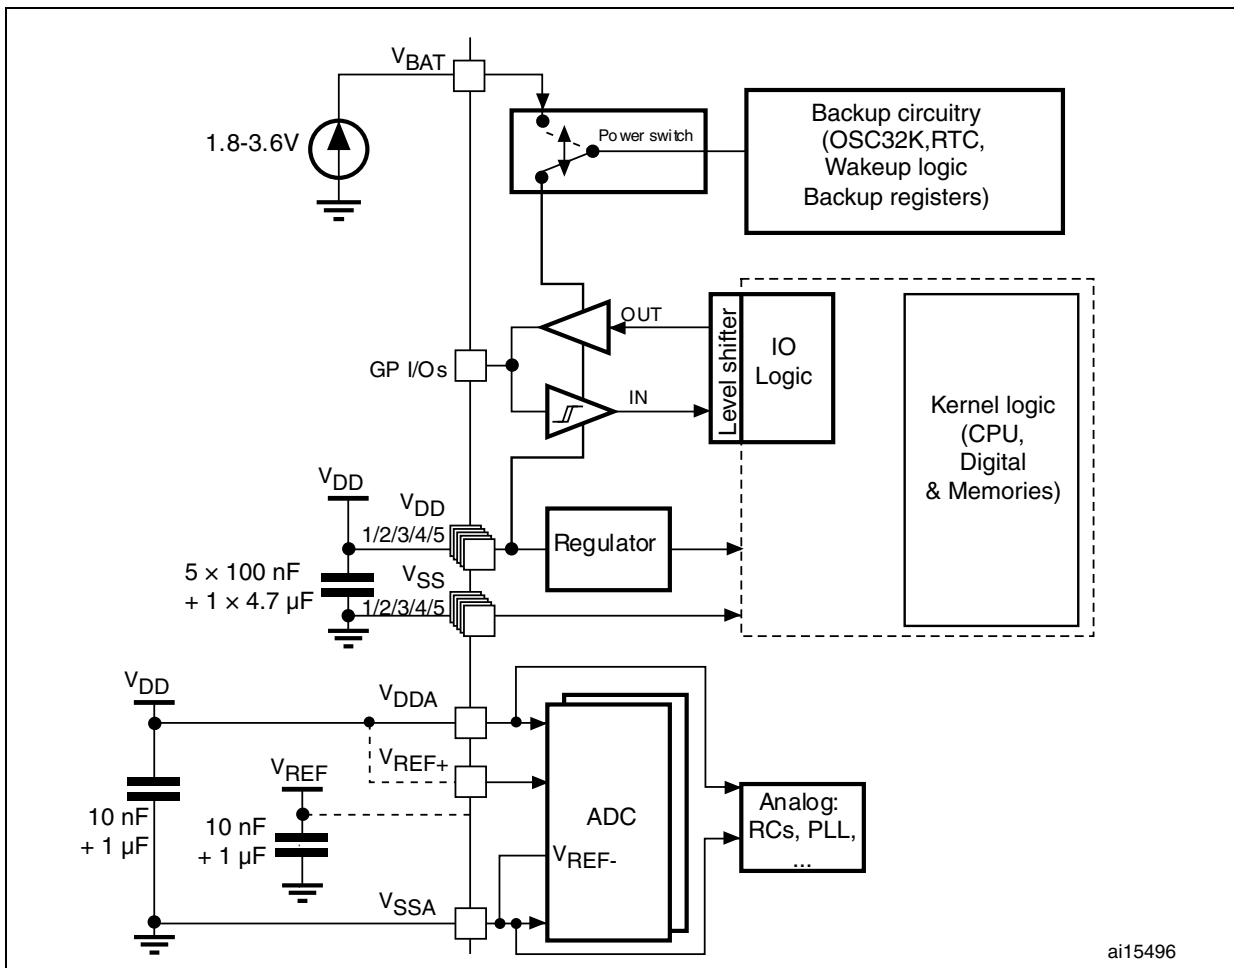 VBAT
1.8-3.6V
Power switch
Backup circuitry
(OSC32K,RTC,
Wakeup logic
Backup registers)
OUT
GP I/Os
IN
Level shifter
IO
Logic
Kernel logic
(CPU,
Digital
& Memories)
VDD
VDD
1/2/3/4/5
Regulator
5 × 100 nF
+ 1 × 4.7 µF
VSS
1/2/3/4/5
VDD
VDDA
VREF+
VREF
10 nF
+ 1 µF
10 nF
+ 1 µF
ADC
VREF-
Analog:
RCs, PLL,
...
VSSA
ai15496